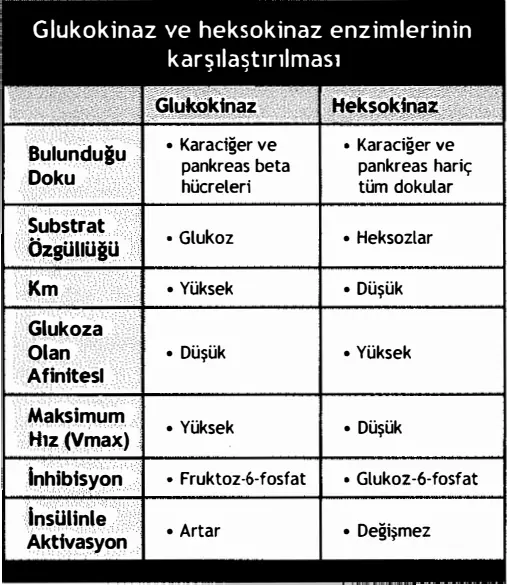 Glukokinaz ve heksokinaz enzimlerinin
karşılaştırılması
Glukokinaz
Heksokinaz
Bulunduğu
Doku
• Karaciğer ve
pankreas beta
hücreleri
• Karaciğer ve
pankreas hariç
tüm dokular
Substrat
Özgüllüğü
• Glukoz
• Heksozlar
Km
• Yüksek
• Düşük
Glukoza
Olan
Afinitesi
• Düşük
• Yüksek
Maksimum
Hız (Vmax)
• Yüksek
• Düşük
İnhibisyon
• Fruktoz-6-fosfat
• Glukoz-6-fosfat
İnsülinle
Aktivasyon
• Artar
• Değişmez